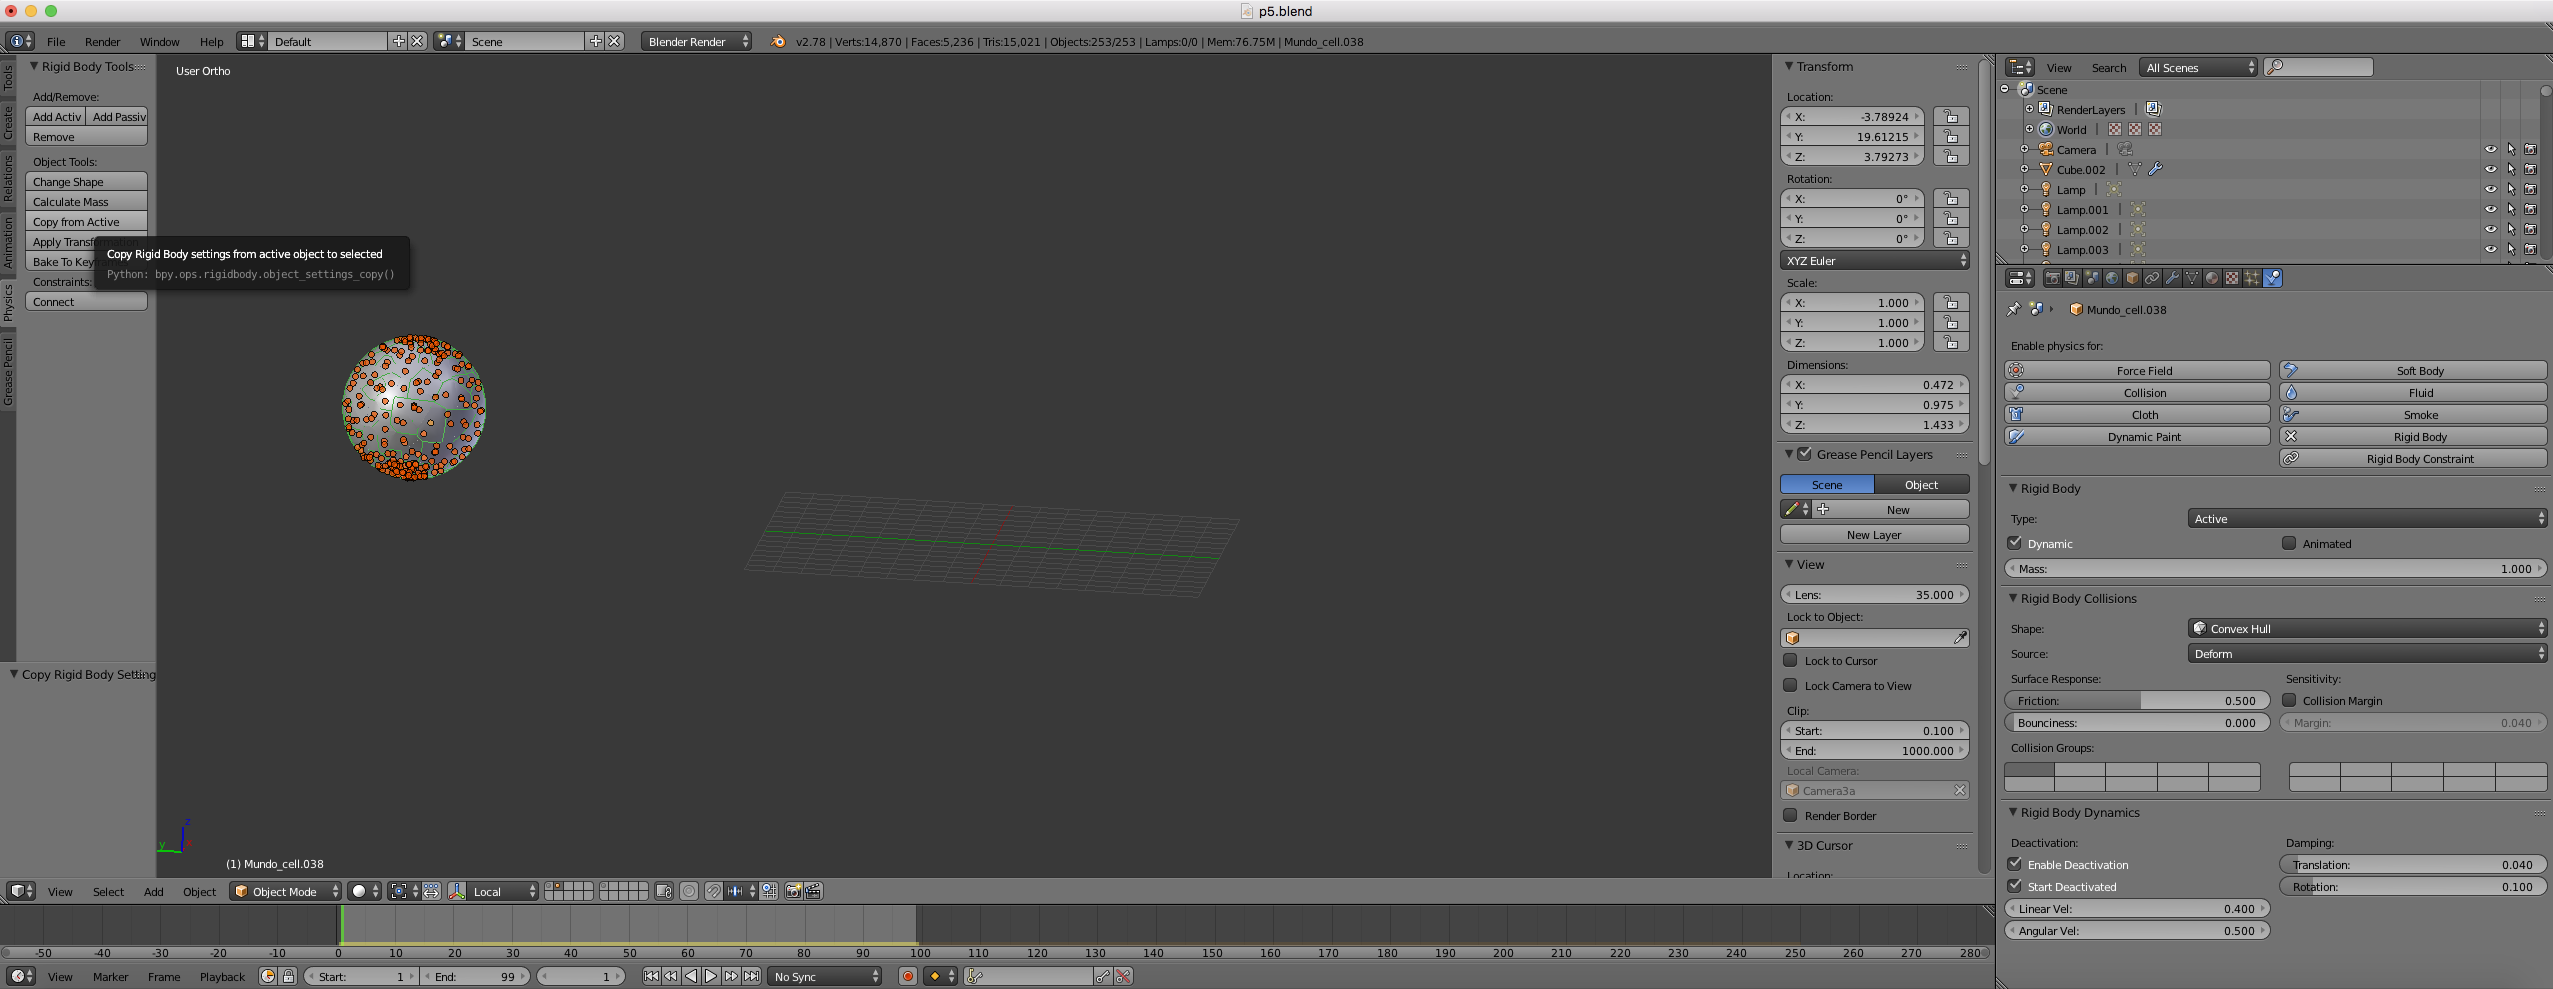 p5.blend
File Render Window Help Default Scene Blender Render v2.78 | Verts:14,870 | Faces:5,236 | Tris:15,021 | Objects:253/253 | Lamps:0/0 | Mem:76.75M | Mundo_cell.038
Tools
Create
Relations
Animation
Physics
Grease Pencil
Rigid Body Tools
Add/Remove:
Add Activ Add Passiv
Remove
Object Tools:
Change Shape
Calculate Mass
Copy from Active
Apply Transformation
Bake To Key
Constraints:
Connect
Copy Rigid Body settings from active object to selected
Python: bpy.ops.rigidbody.object_settings_copy()
Copy Rigid Body Setting
User Ortho
z
y
(1) Mundo_cell.038
Transform
Location:
X: -3.78924
Y: 19.61215
Z: 3.79273
Rotation:
X: 0°
Y: 0°
Z: 0°
XYZ Euler
Scale:
X: 1.000
Y: 1.000
Z: 1.000
Dimensions:
X: 0.472
Y: 0.975
Z: 1.433
Grease Pencil Layers
Scene Object
New
New Layer
View
Lens: 35.000
Lock to Object:
Lock to Cursor
Lock Camera to View
Clip:
Start: 0.100
End: 1000.000
Local Camera:
Camera3a
Render Border
3D Cursor
Location:
View Search All Scenes
Scene
RenderLayers
World
Camera
Cube.002
Lamp
Lamp.001
Lamp.002
Lamp.003
Mundo_cell.038
Enable physics for:
Force Field Soft Body
Collision Fluid
Cloth Smoke
Dynamic Paint Rigid Body
Rigid Body Constraint
Rigid Body
Type: Active
Dynamic Animated
Mass: 1.000
Rigid Body Collisions
Shape: Convex Hull
Source: Deform
Surface Response: Sensitivity:
Friction: 0.500 Collision Margin
Bounciness: 0.000 Margin: 0.040
Collision Groups:
Rigid Body Dynamics
Deactivation: Damping:
Enable Deactivation Translation: 0.040
Start Deactivated Rotation: 0.100
Linear Vel: 0.400
Angular Vel: 0.500
View Select Add Object Object Mode Local
-50 -40 -30 -20 -10 0 10 20 30 40 50 60 70 80 90 100 110 120 130 140 150 160 170 180 190 200 210 220 230 240 250 260 270 280
View Marker Frame Playback Start: 1 End: 99 1 No Sync